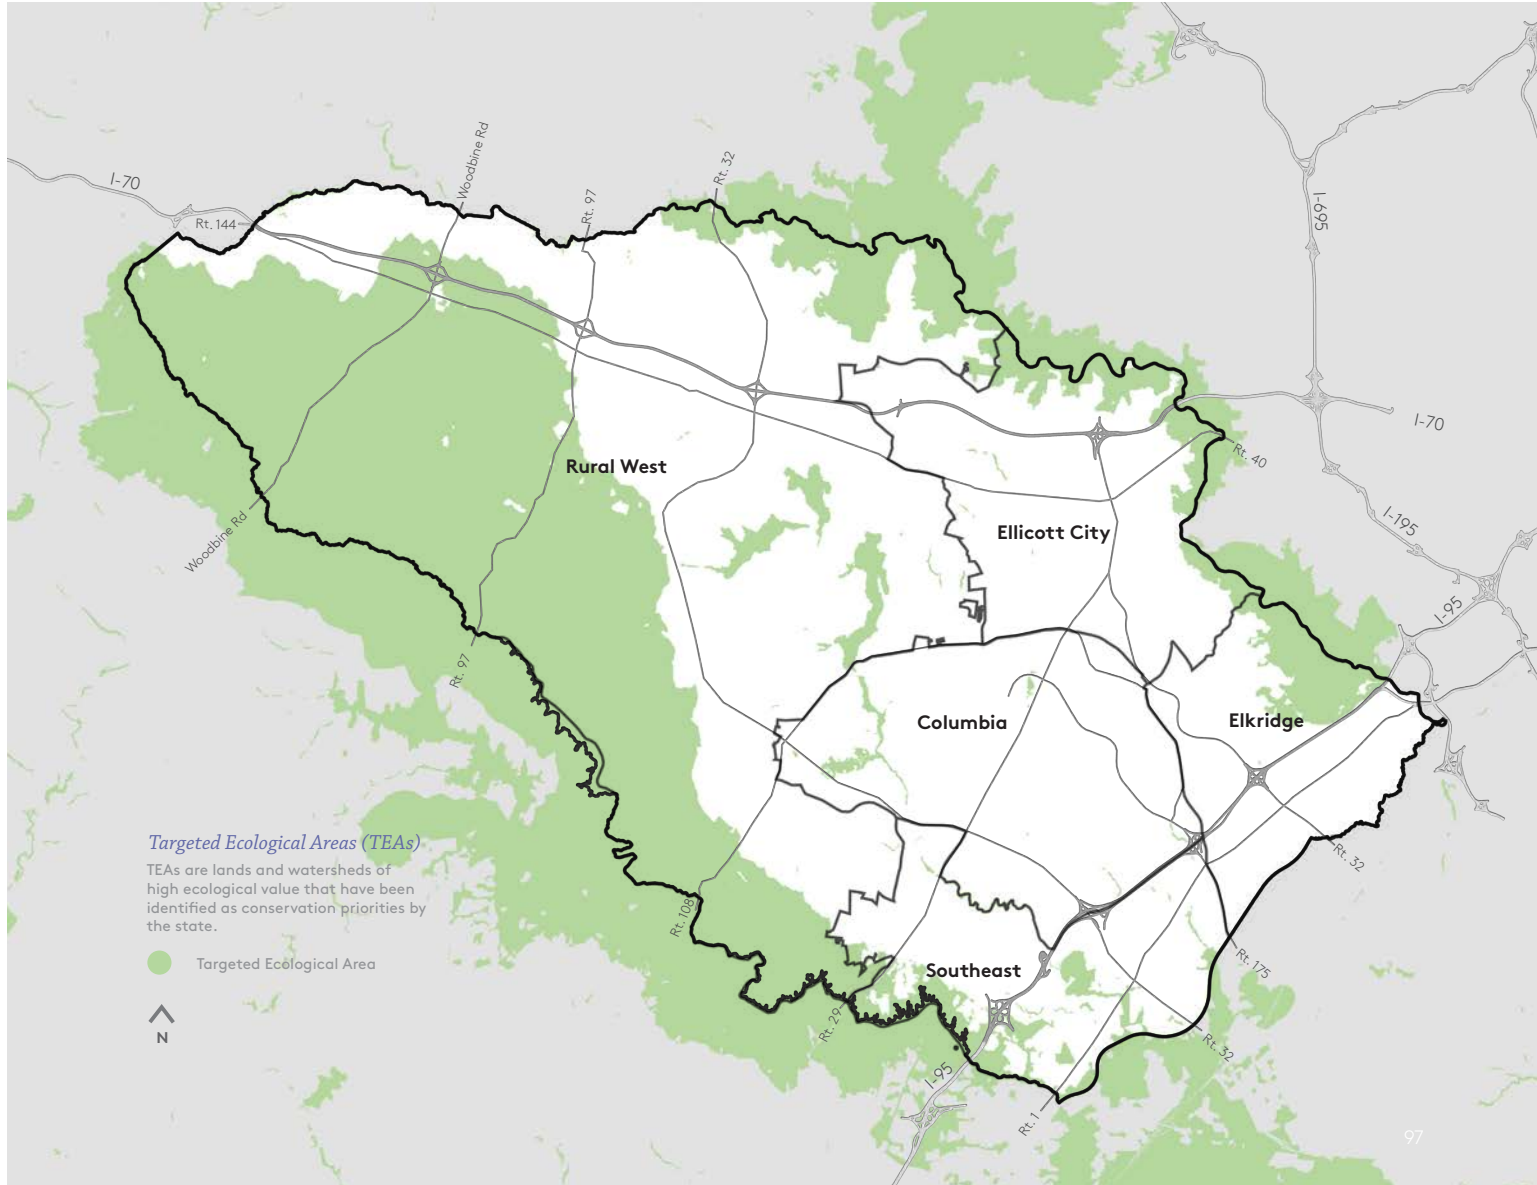 Woodbine Rd
Rt. 32
I-70
Rt. 97
Rt. 144
I-695
I-70
Rt. 40
Rural West
I-195
Ellicott City
Woodbine Rd
I-95
Rt. 97
Columbia
Elkridge
Targeted Ecological Areas (TEAs)
TEAs are lands and watersheds of
high ecological value that have been
identified as conservation priorities by
the state.
Targeted Ecological Area
N
Rt. 32
Rt. 108
Rt. 175
Southeast
Rt. 29
Rt. 32
I-95
Rt. 1
97